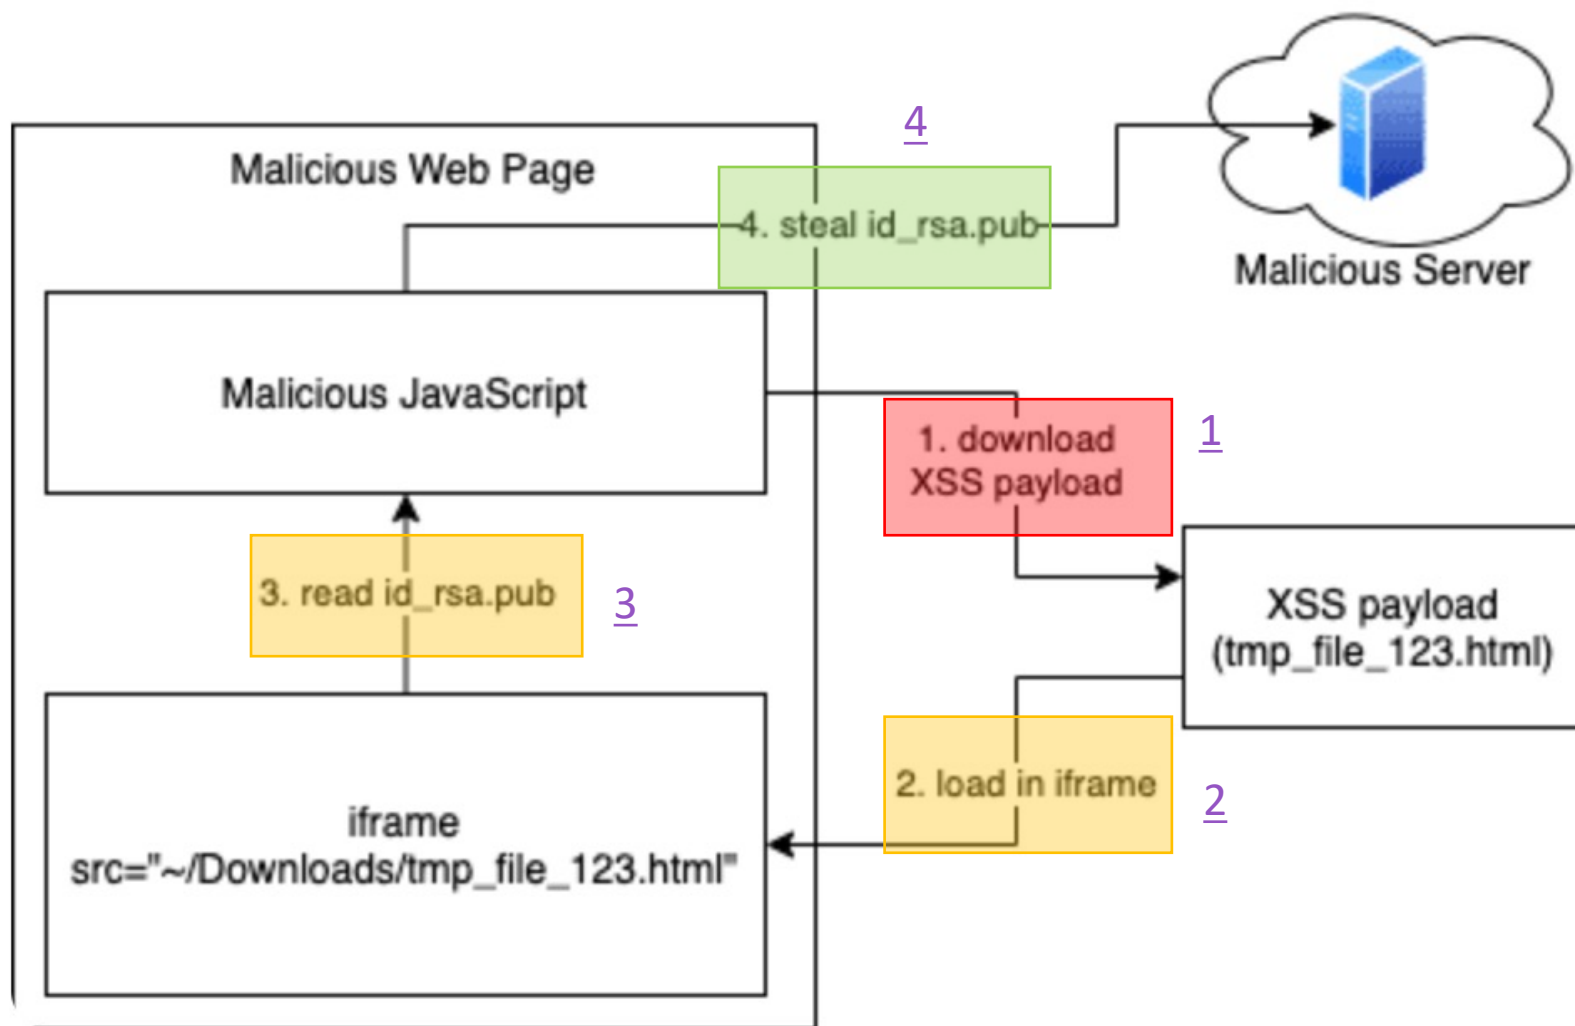 4
Malicious Web Page
4. steal id_rsa.pub
Malicious Server
Malicious JavaScript
1. download
XSS payload
1
3. read id_rsa.pub
3
XSS payload
(tmp_file_123.html)
2. load in iframe
2
iframe
src="~/Downloads/tmp_file_123.html"